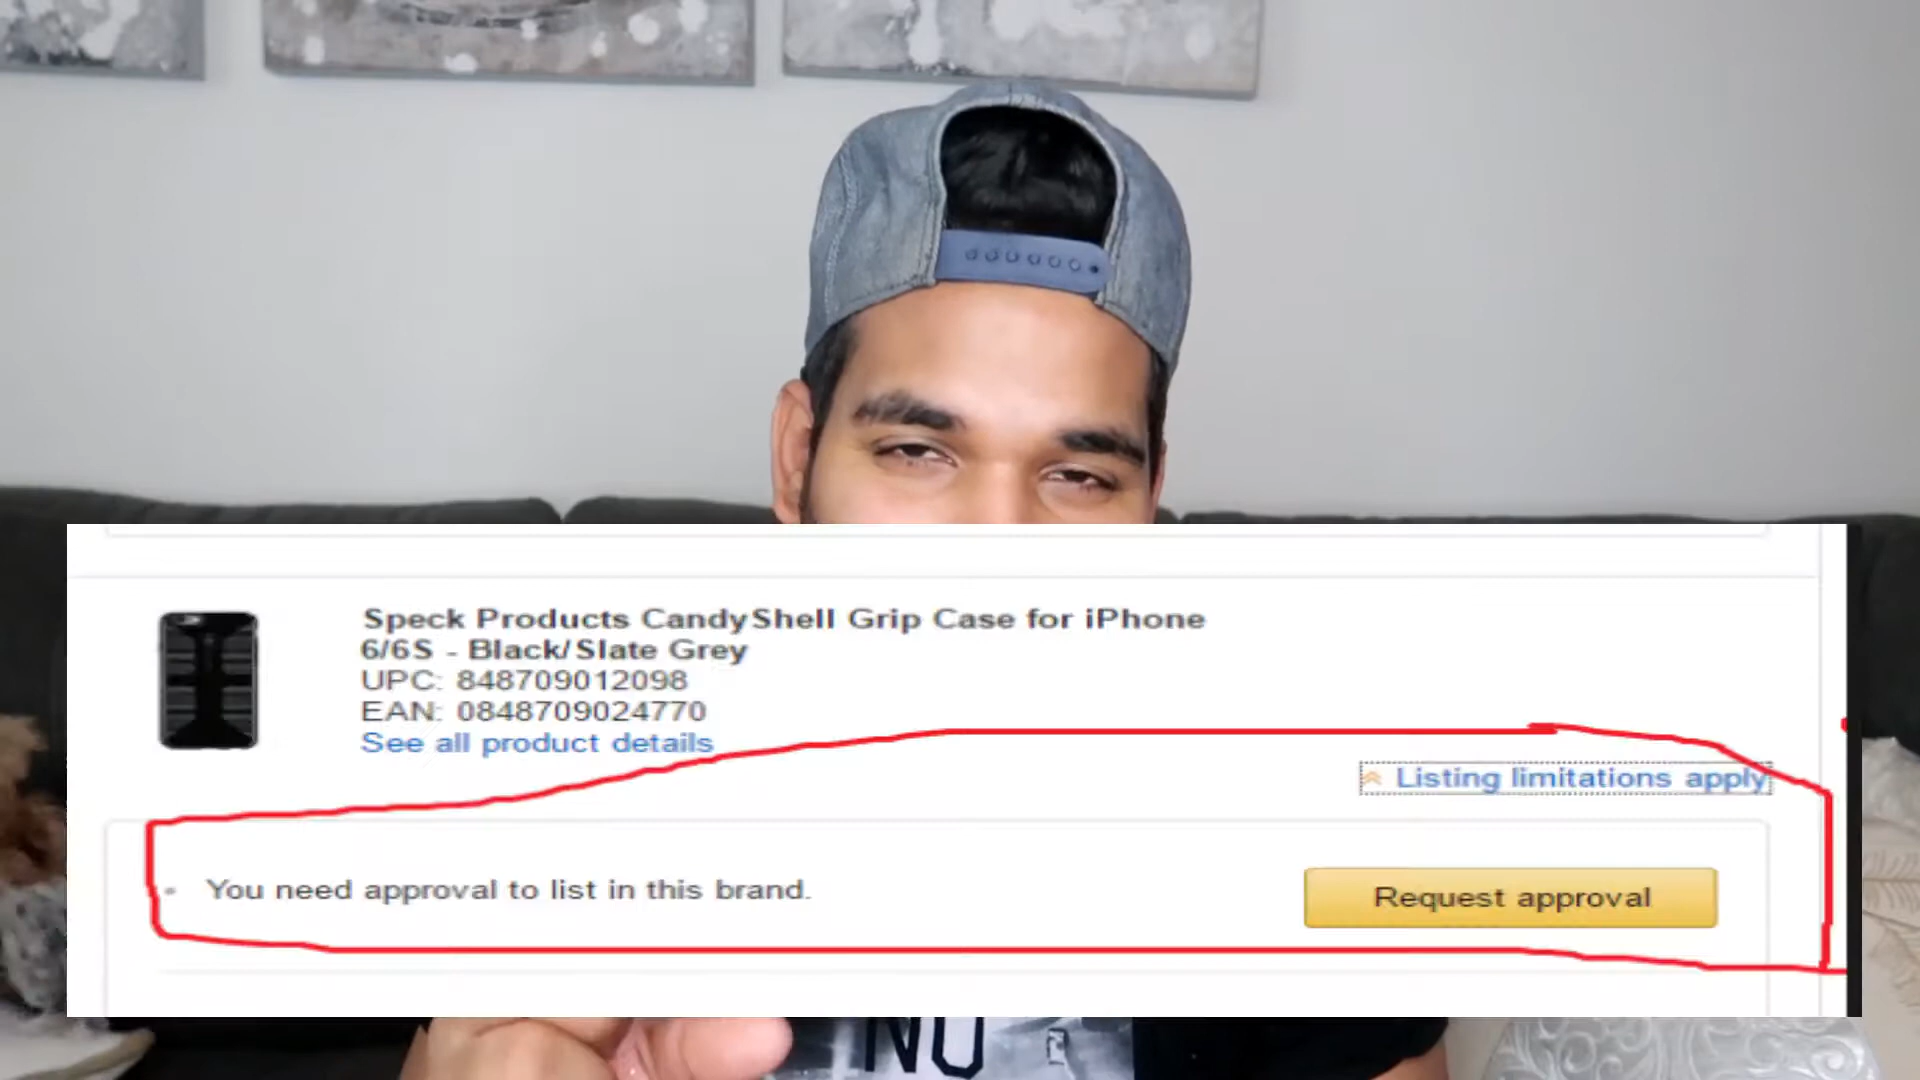 Speck Products CandyShell Grip Case for iPhone
6/6S - Black/Slate Grey
UPC: 848709012098
EAN: 0848709024770
See all product details
Listing limitations apply
You need approval to list in this brand.
Request approval
NO